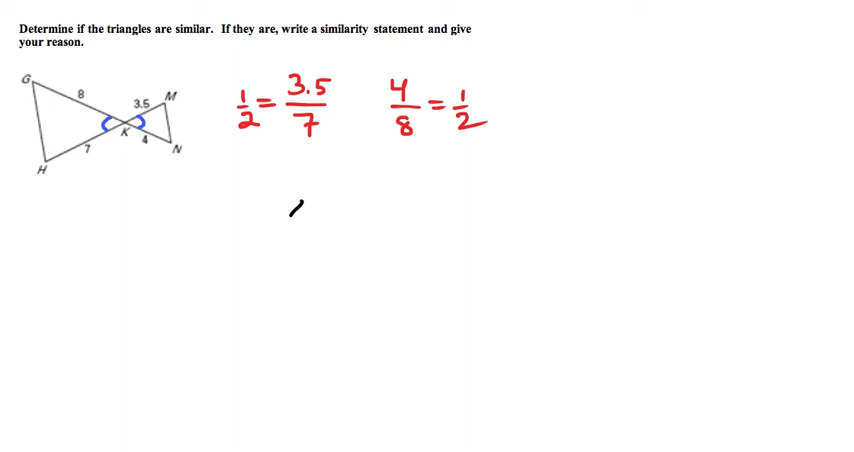 Determine if the triangles are similar. If they are, write a similarity statement and give
your reason.
G
8
3.5
M
K
4
N
7
H
1/2 = 3.5/7
4/8 = 1/2